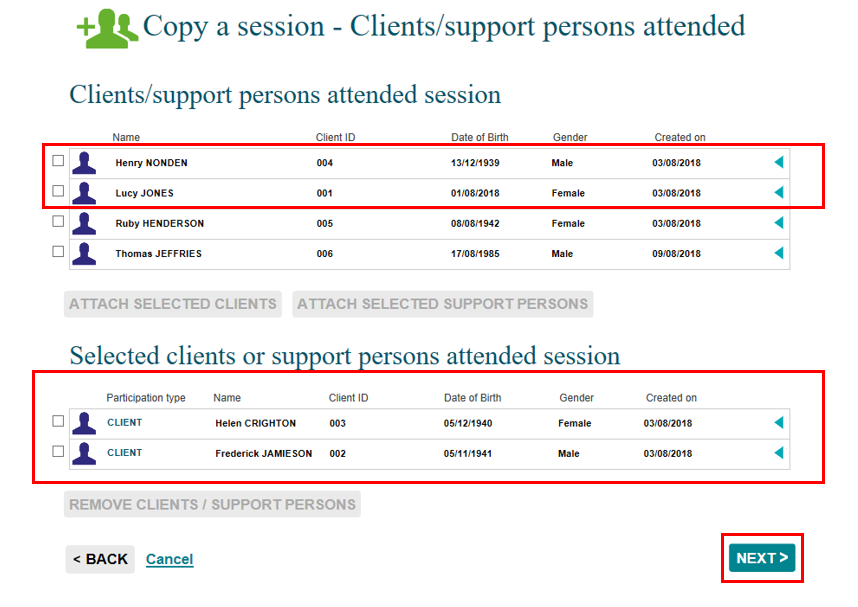 Copy a session - Clients/support persons attended
Clients/support persons attended session
Name Client ID Date of Birth Gender Created on
Henry NONDEN 004 13/12/1939 Male 03/08/2018
Lucy JONES 001 01/08/2018 Female 03/08/2018
Ruby HENDERSON 005 08/08/1942 Female 03/08/2018
Thomas JEFFRIES 006 17/08/1985 Male 09/08/2018
ATTACH SELECTED CLIENTS ATTACH SELECTED SUPPORT PERSONS
Selected clients or support persons attended session
Participation type Name Client ID Date of Birth Gender Created on
CLIENT Helen CRIGHTON 003 05/12/1940 Female 03/08/2018
CLIENT Frederick JAMIESON 002 05/11/1941 Male 03/08/2018
REMOVE CLIENTS / SUPPORT PERSONS
< BACK Cancel NEXT >